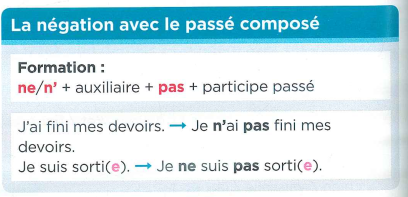 La négation avec le passé composé
Formation :
ne/n' + auxiliaire + pas + participe passé
J'ai fini mes devoirs. → Je n'ai pas fini mes
devoirs.
Je suis sorti(e). → Je ne suis pas sorti(e).